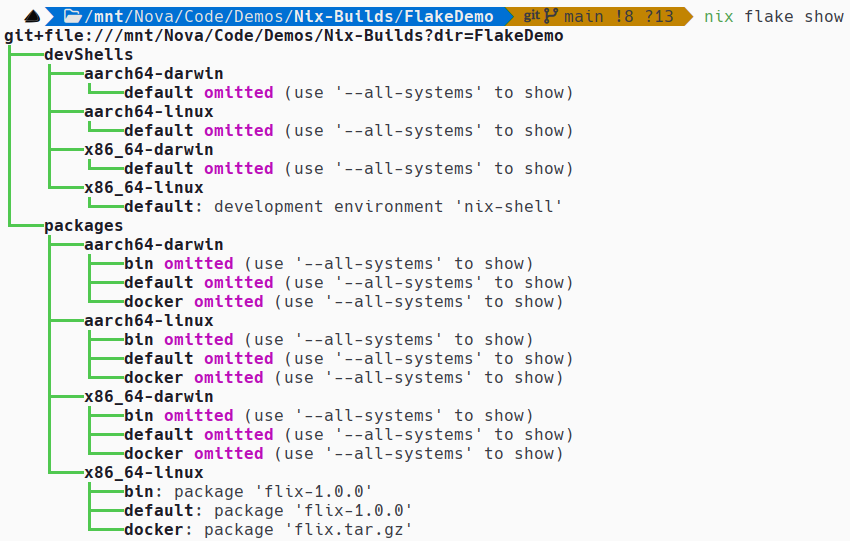 /mnt/Nova/Code/Demos/Nix-Builds/FlakeDemo git main !8 ?13 nix flake show
git+file:///mnt/Nova/Code/Demos/Nix-Builds?dir=FlakeDemo
devShells
aarch64-darwin
default omitted (use '--all-systems' to show)
aarch64-linux
default omitted (use '--all-systems' to show)
x86_64-darwin
default omitted (use '--all-systems' to show)
x86_64-linux
default: development environment 'nix-shell'
packages
aarch64-darwin
bin omitted (use '--all-systems' to show)
default omitted (use '--all-systems' to show)
docker omitted (use '--all-systems' to show)
aarch64-linux
bin omitted (use '--all-systems' to show)
default omitted (use '--all-systems' to show)
docker omitted (use '--all-systems' to show)
x86_64-darwin
bin omitted (use '--all-systems' to show)
default omitted (use '--all-systems' to show)
docker omitted (use '--all-systems' to show)
x86_64-linux
bin: package 'flix-1.0.0'
default: package 'flix-1.0.0'
docker: package 'flix.tar.gz'